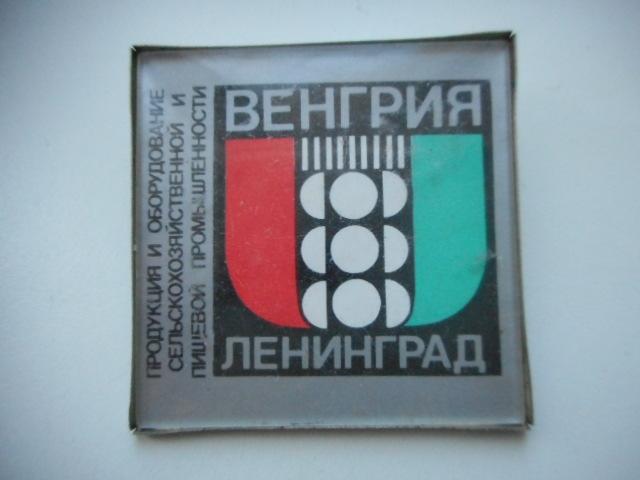 ПРОДУКЦИЯ И ОБОРУДОВАНИЕ
СЕЛЬСКОХОЗЯЙСТВЕННОЙ И
ПИЩЕВОЙ ПРОМЫШЛЕННОСТИ
ВЕНГРИЯ
ЛЕНИНГРАД